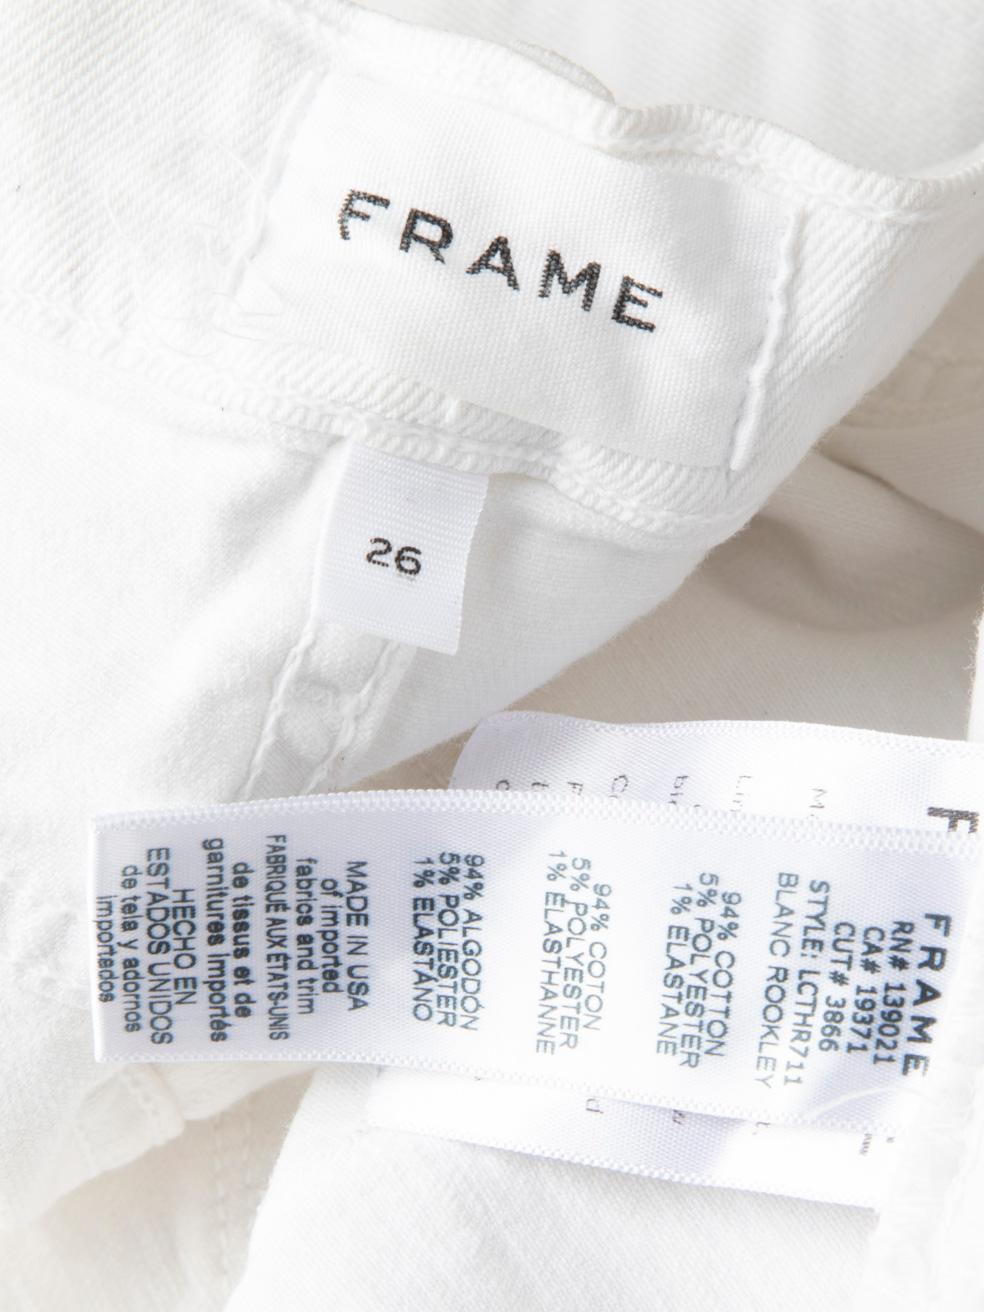 FRAME
26
FRAME
RN# 139021
CA# 19371
CUT# 3866
STYLE: LCTHR711
BLANC ROOKLEY
94% COTTON
5% POLYESTER
1% ELASTANE
94% COTON
5% POLYESTER
1% ELASTHANNE
94% ALGODÓN
5% POLIESTER
1% ELASTANO
MADE IN USA
of imported
fabrics and trim
FABRIQUÉ AUX ÉTATS-UNIS
de tissus et de
garnitures importés
HECHO EN
ESTADOS UNIDOS
de tela y adornos
importados
F